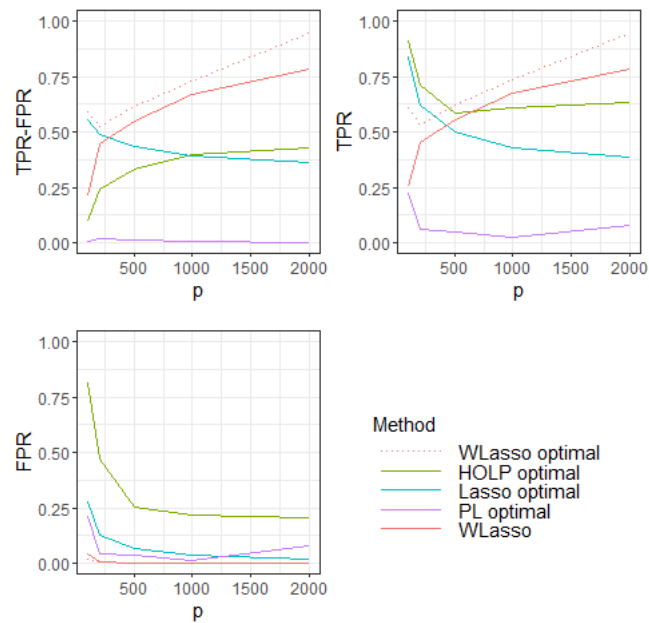 1.00
0.75
0.50
0.25
0.00
TPR-FPR
500 1000 1500 2000
p
1.00
0.75
0.50
0.25
0.00
TPR
500 1000 1500 2000
p
1.00
0.75
0.50
0.25
0.00
FPR
500 1000 1500 2000
p
Method
WLasso optimal
HOLP optimal
Lasso optimal
PL optimal
WLasso